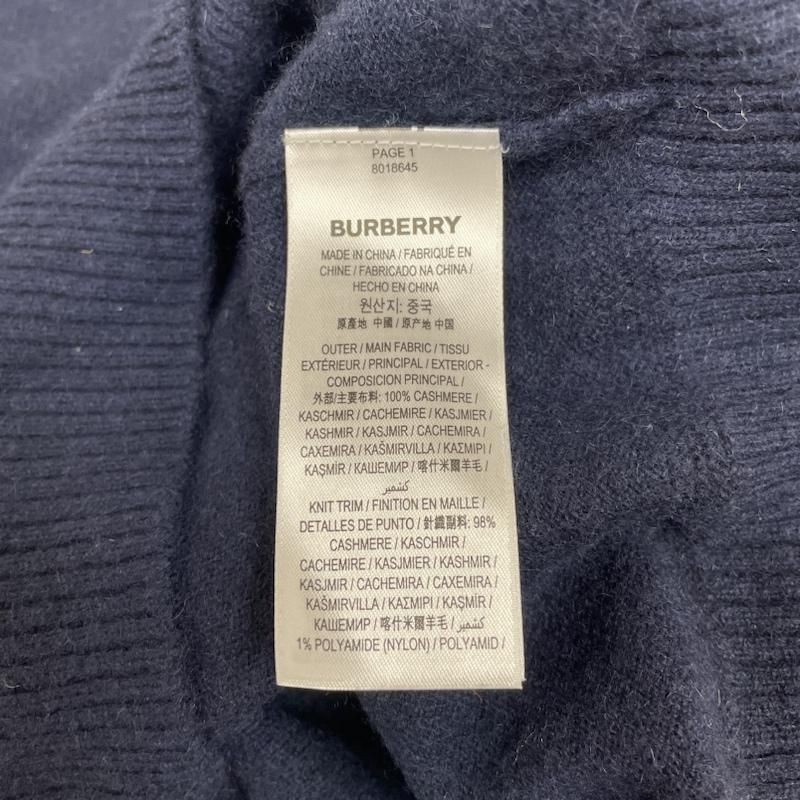 PAGE 1
8018645
BURBERRY
MADE IN CHINA / FABRIQUÉ EN
CHINE / FABRICADO NA CHINA /
HECHO EN CHINA
원산지: 중국
原產地 中國 / 原产地 中国
OUTER / MAIN FABRIC / TISSU
EXTÉRIEUR / PRINCIPAL / EXTERIOR -
COMPOSICION PRINCIPAL /
外部/主要布料: 100% CASHMERE /
KASCHMIR / CACHEMIRE / KASJMIER /
KASHMIR / KASJMIR / CACHEMIRA /
CAXEMIRA / KAŠMIRVILLA / ΚΑΣΜΙΡΙ /
KAŞMİR / КАШЕМИР / 喀什米爾羊毛 /
كشمير
KNIT TRIM / FINITION EN MAILLE /
DETALLES DE PUNTO / 針織副料: 98%
CASHMERE / KASCHMIR /
CACHEMIRE / KASJMIER / KASHMIR /
KASJMIR / CACHEMIRA / CAXEMIRA /
KAŠMIRVILLA / ΚΑΣΜΙΡΙ / KAŞMİR /
КАШЕМИР / 喀什米爾羊毛 / كشمير /
1% POLYAMIDE (NYLON) / POLYAMID /